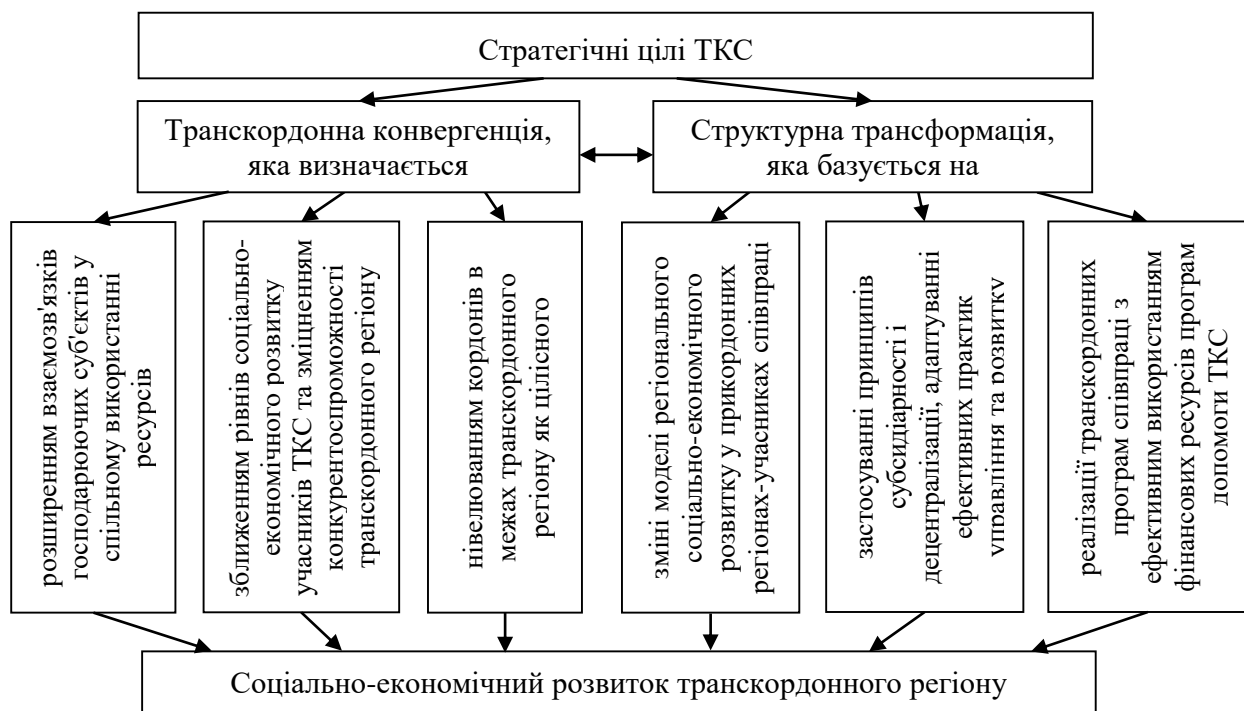 Стратегічні цілі ТКС
Транскордонна конвергенція,
яка визначається
Структурна трансформація,
яка базується на
розширенням взаємозв'язків
господарюючих суб'єктів у
спільному використанні
ресурсів
зближенням рівнів соціально-
економічного розвитку
учасників ТКС та зміцненням
конкурентоспроможності
транскордонного регіону
нівелюванням кордонів в
межах транскордонного
регіону як цілісного
зміні моделі регіонального
соціально-економічного
розвитку у прикордонних
регіонах-учасниках співпраці
застосуванні принципів
субсидіарності і
децентралізації, адаптуванні
ефективних практик
управління та розвитку
реалізації транскордонних
програм співпраці з
ефективним використанням
фінансових ресурсів програм
допомоги ТКС
Соціально-економічний розвиток транскордонного регіону